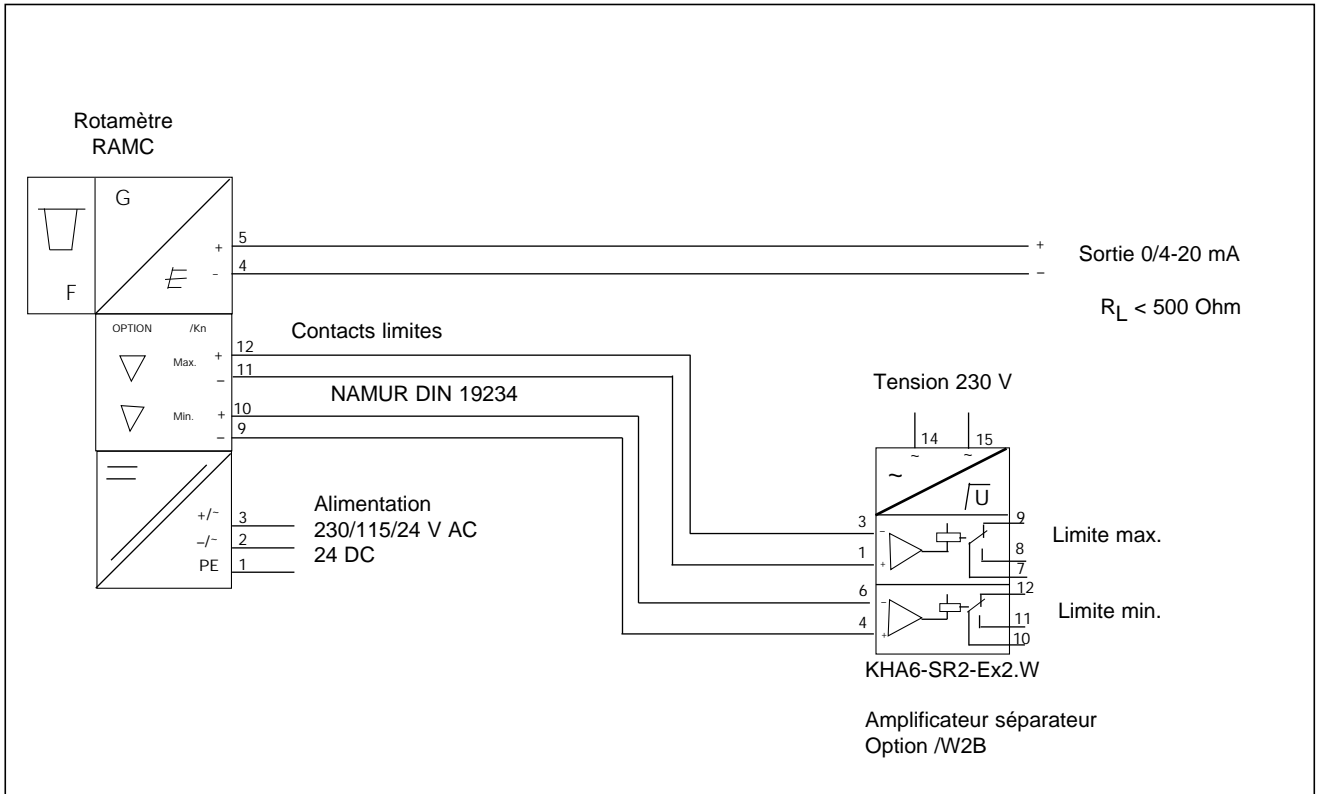 Rotamètre
RAMC
G
F
E
+ 5
- 4
+
−
Sortie 0/4-20 mA
RL < 500 Ohm
OPTION /Kn
Max. + 12
− 11
Min. + 10
− 9
Contacts limites
NAMUR DIN 19234
+/~ 3
−/~ 2
PE 1
Alimentation
230/115/24 V AC
24 DC
Tension 230 V
14 15
~ ~
~
U
3 −
1 +
9
8
7
Limite max.
6 −
4 +
12
11
10
Limite min.
KHA6-SR2-Ex2.W
Amplificateur séparateur
Option /W2B